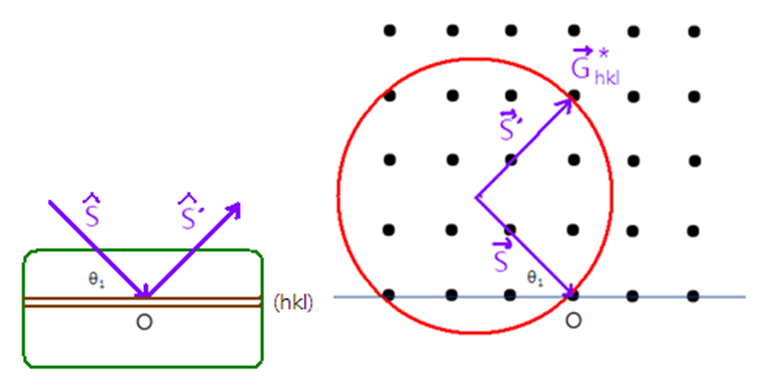 Ŝ
Ŝ′
θ₁
O
(hkl)
G⃗*hkl
S⃗′
S⃗
θ₁
O